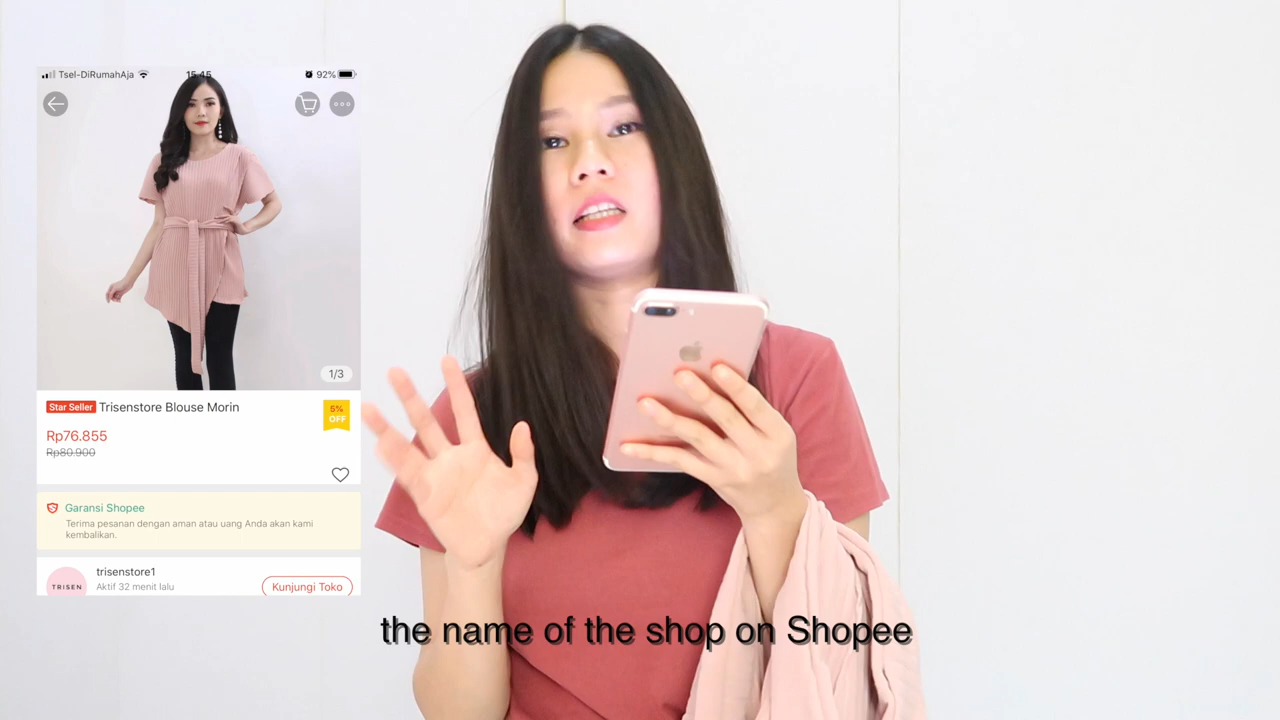 Tsel-DiRumahAja
15.45
92%
1/3
Star Seller Trisenstore Blouse Morin
5%
OFF
Rp76.855
Rp80.900
Garansi Shopee
Terima pesanan dengan aman atau uang Anda akan kami
kembalikan.
TRISEN
trisenstore1
Aktif 32 menit lalu
Kunjungi Toko
the name of the shop on Shopee